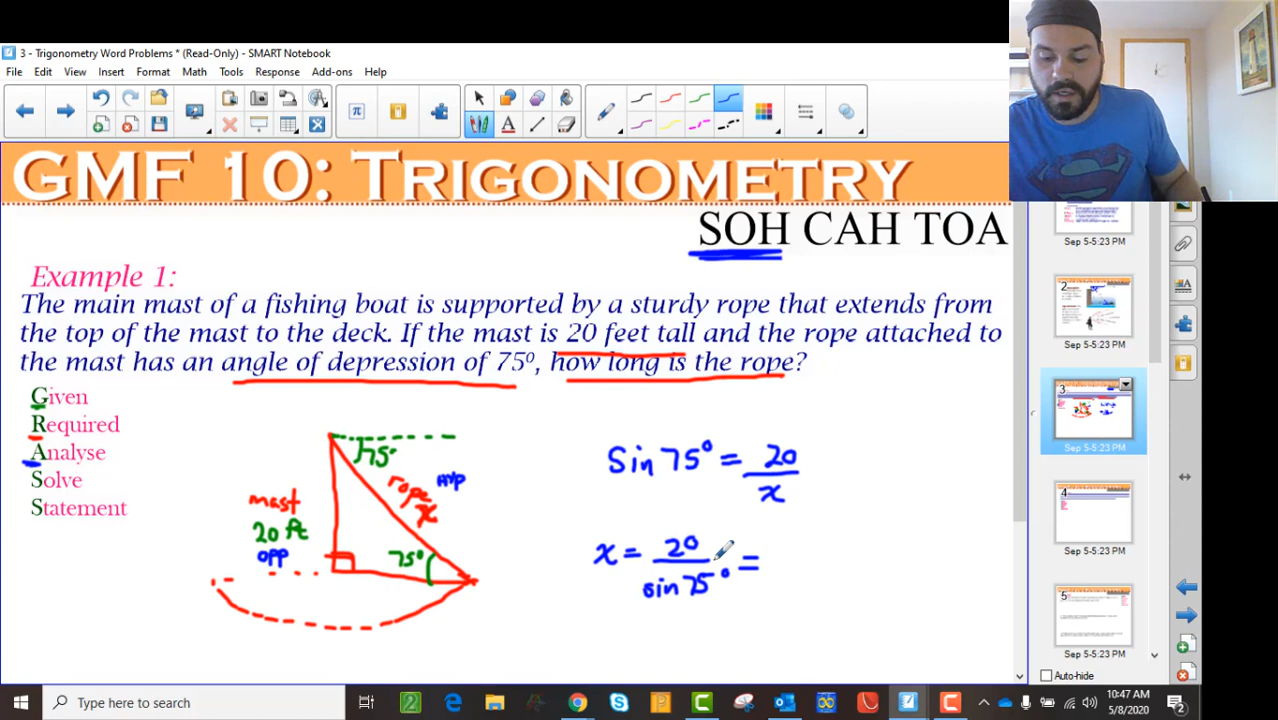 3 - Trigonometry Word Problems * (Read-Only) - SMART Notebook
File Edit View Insert Format Math Tools Response Add-ons Help
GMF 10: TRIGONOMETRY
SOH CAH TOA
Example 1:
The main mast of a fishing boat is supported by a sturdy rope that extends from
the top of the mast to the deck. If the mast is 20 feet tall and the rope attached to
the mast has an angle of depression of 75º, how long is the rope?
Given
Required
Analyse
Solve
Statement
75°
rope
x
HYP
mast
20 ft
OPP
75°
Sin 75° = 20
x
x = 20 =
sin 75°
Sep 5-5:23 PM
2
Sep 5-5:23 PM
3
Sep 5-5:23 PM
4
Sep 5-5:23 PM
5
Sep 5-5:23 PM
Auto-hide
Type here to search
10:47 AM
5/8/2020
2